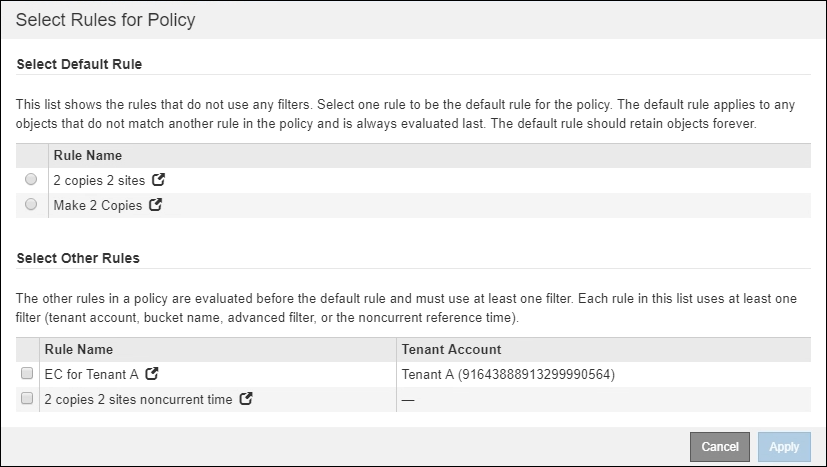 Select Rules for Policy
Select Default Rule
This list shows the rules that do not use any filters. Select one rule to be the default rule for the policy. The default rule applies to any
objects that do not match another rule in the policy and is always evaluated last. The default rule should retain objects forever.
Rule Name
2 copies 2 sites
Make 2 Copies
Select Other Rules
The other rules in a policy are evaluated before the default rule and must use at least one filter. Each rule in this list uses at least one
filter (tenant account, bucket name, advanced filter, or the noncurrent reference time).
Rule Name Tenant Account
EC for Tenant A Tenant A (91643888913299990564)
2 copies 2 sites noncurrent time —
Cancel Apply